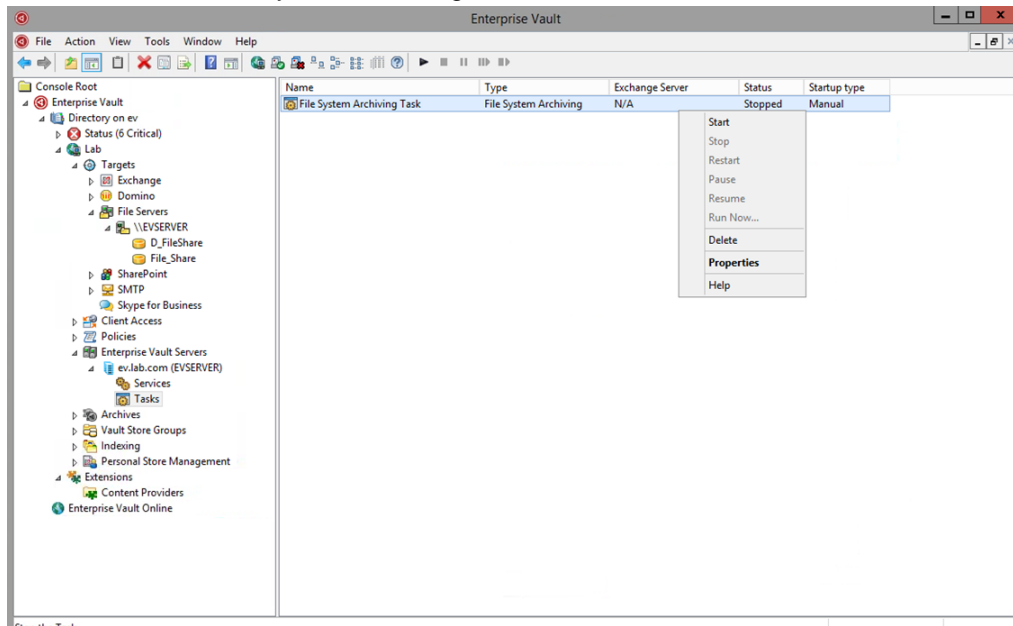 Enterprise Vault
File Action View Tools Window Help
Console Root
Enterprise Vault
Directory on ev
Status (6 Critical)
Lab
Targets
Exchange
Domino
File Servers
\\EVSERVER
D_FileShare
File_Share
SharePoint
SMTP
Skype for Business
Client Access
Policies
Enterprise Vault Servers
ev.lab.com (EVSERVER)
Services
Tasks
Archives
Vault Store Groups
Indexing
Personal Store Management
Extensions
Content Providers
Enterprise Vault Online
Name Type Exchange Server Status Startup type
File System Archiving Task File System Archiving N/A Stopped Manual
Start
Stop
Restart
Pause
Resume
Run Now...
Delete
Properties
Help